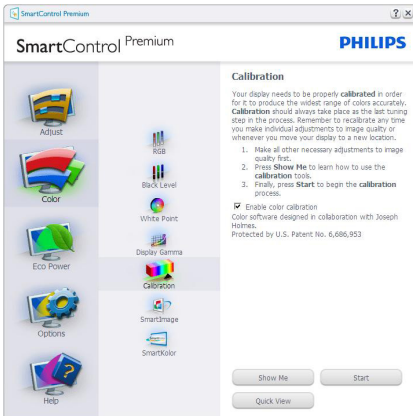 SmartControl Premium
SmartControl Premium
PHILIPS
Adjust
Color
Eco Power
Options
Help
RGB
Black Level
White Point
Display Gamma
Calibration
SmartImage
SmartKolor
Calibration
Your display needs to be properly calibrated in order
for it to produce the widest range of colors accurately.
Calibration should always take place as the last tuning
step in the process. Remember to recalibrate any time
you make individual adjustments to image quality or
whenever you move your display to a new location.
1. Make all other necessary adjustments to image
quality first.
2. Press Show Me to learn how to use the
calibration tools.
3. Finally, press Start to begin the calibration
process.
Enable color calibration
Color software designed in collaboration with Joseph
Holmes.
Protected by U.S. Patent No. 6,686,953
Show Me
Start
Quick View